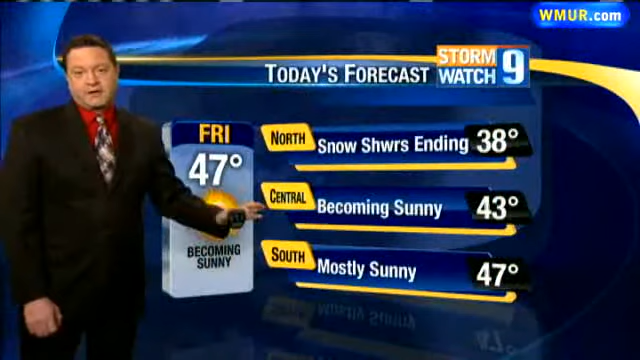 WMUR.com
TODAY'S FORECAST
STORM
WATCH 9
FRI
47°
BECOMING
SUNNY
NORTH Snow Shwrs Ending 38°
CENTRAL Becoming Sunny 43°
SOUTH Mostly Sunny 47°